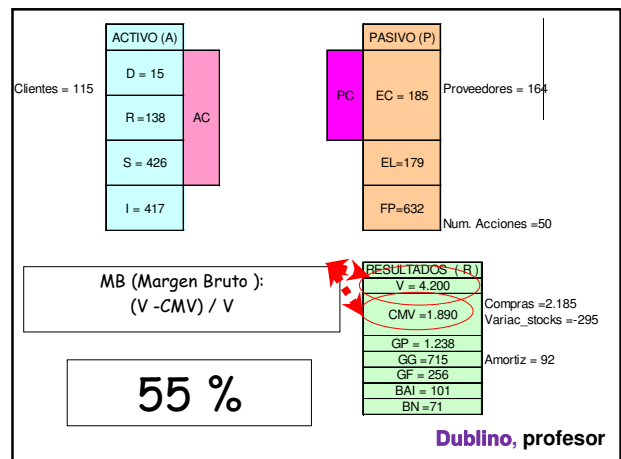 ACTIVO (A)
Clientes = 115
D = 15
R =138
S = 426
I = 417
AC
PASIVO (P)
PC
EC = 185
Proveedores = 164
EL=179
FP=632
Num. Acciones =50
MB (Margen Bruto ):
(V -CMV) / V
55 %
RESULTADOS ( R )
V = 4.200
CMV =1.890
Compras =2.185
Variac_stocks =-295
GP = 1.238
GG =715
Amortiz = 92
GF = 256
BAI = 101
BN =71
Dublino, profesor